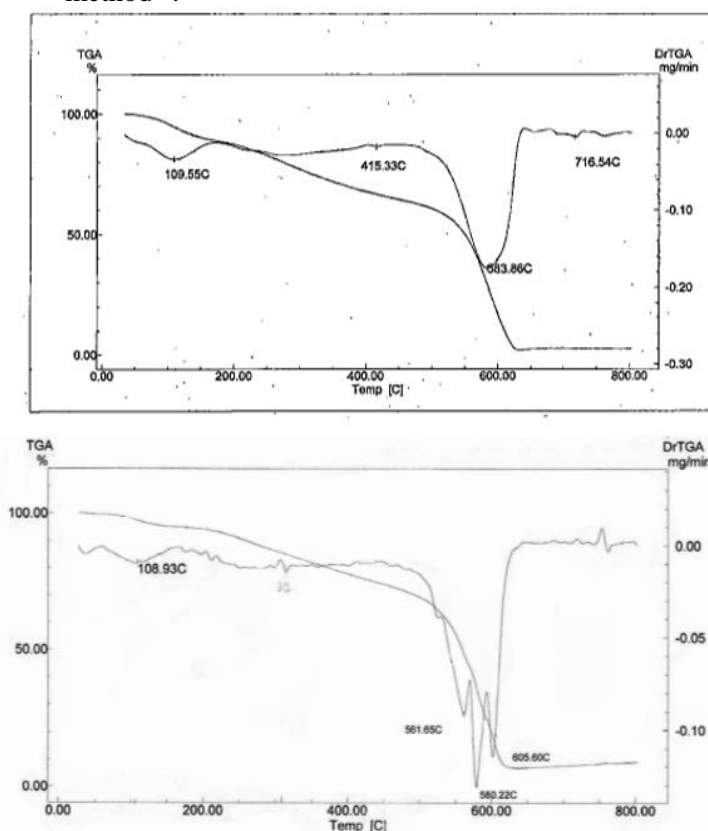 method
TGA
%
DrTGA
mg/min
100.00
50.00
0.00
0.00
-0.10
-0.20
-0.30
109.55C
415.33C
583.86C
716.54C
0.00
200.00
400.00
600.00
800.00
Temp [C]
TGA
%
DrTGA
mg/min
100.00
50.00
0.00
0.00
-0.05
-0.10
108.93C
561.65C
580.22C
605.60C
0.00
200.00
400.00
600.00
800.00
Temp [C]